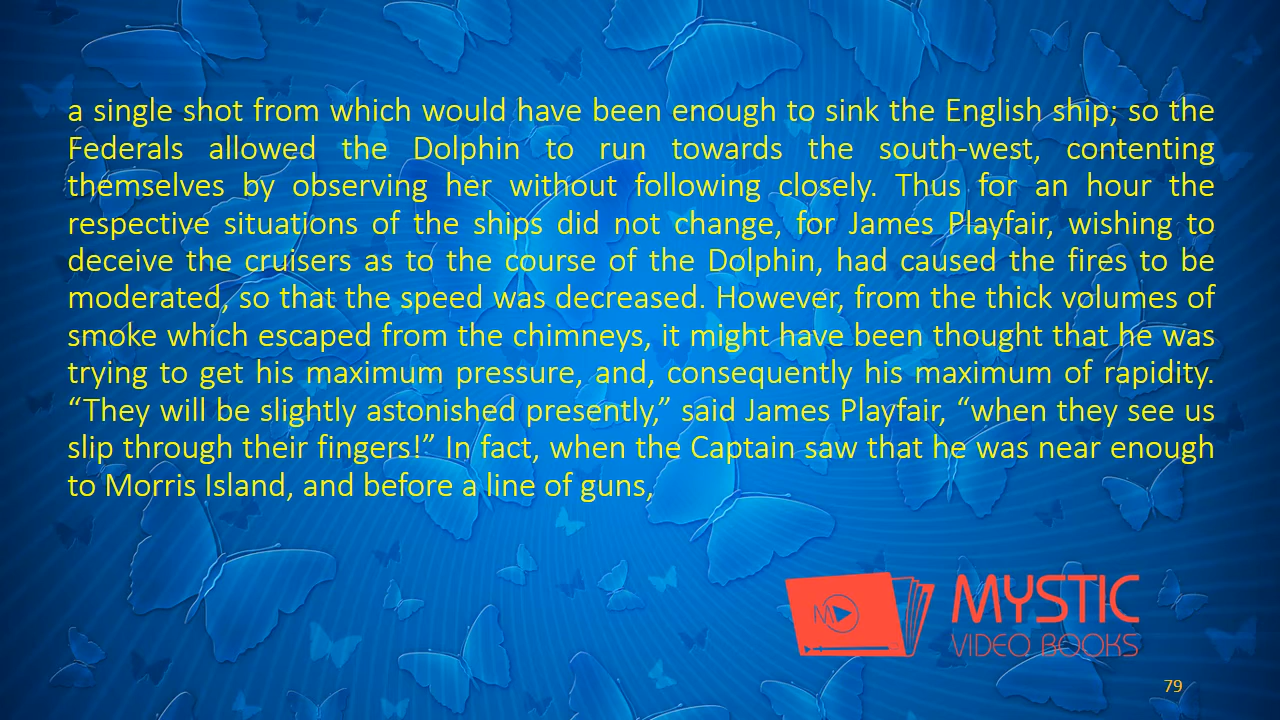 a single shot from which would have been enough to sink the English ship; so the
Federals allowed the Dolphin to run towards the south-west, contenting
themselves by observing her without following closely. Thus for an hour the
respective situations of the ships did not change, for James Playfair, wishing to
deceive the cruisers as to the course of the Dolphin, had caused the fires to be
moderated, so that the speed was decreased. However, from the thick volumes of
smoke which escaped from the chimneys, it might have been thought that he was
trying to get his maximum pressure, and, consequently his maximum of rapidity.
“They will be slightly astonished presently,” said James Playfair, “when they see us
slip through their fingers!” In fact, when the Captain saw that he was near enough
to Morris Island, and before a line of guns,
M
MYSTIC
VIDEO BOOKS
79